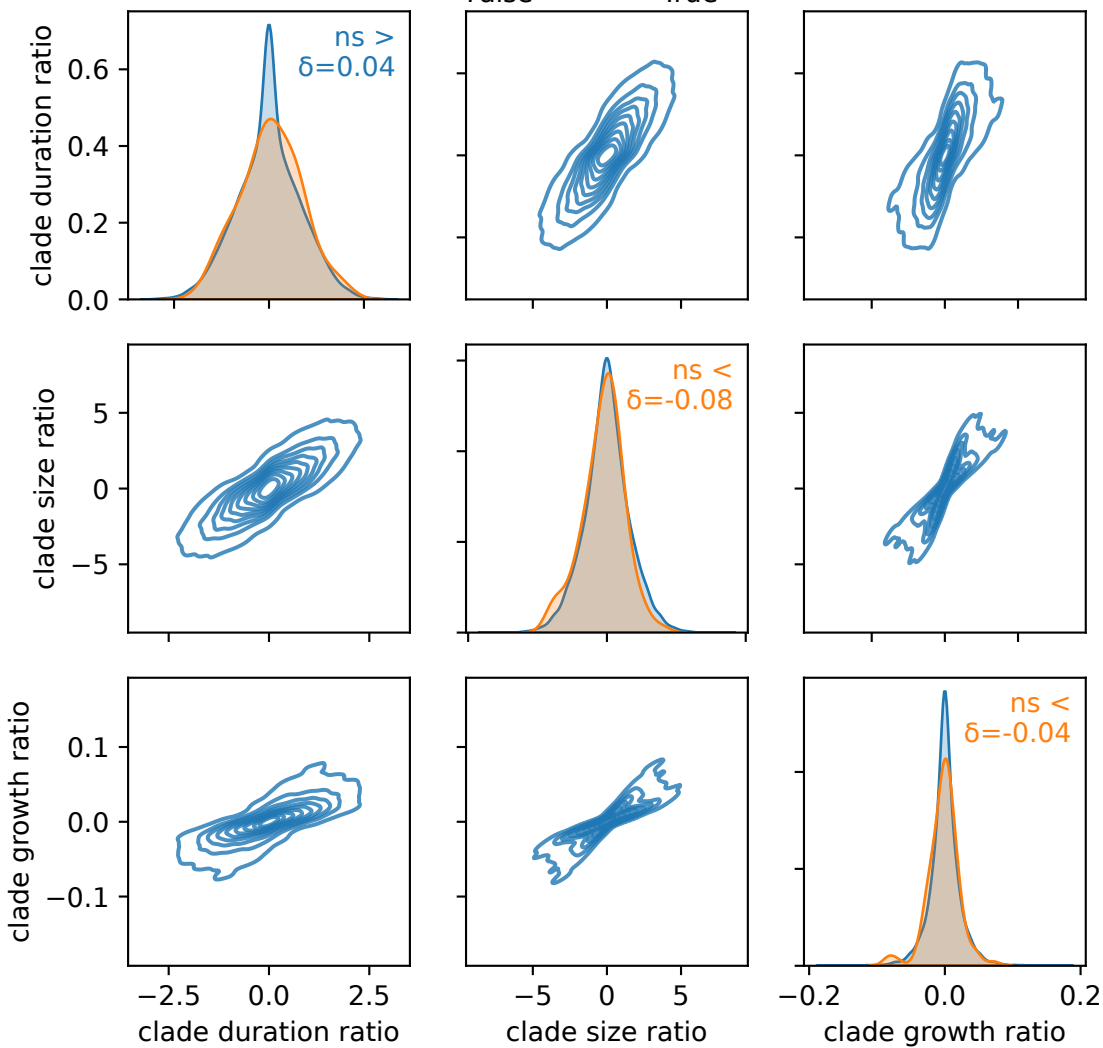 ns >
δ=0.04
clade duration ratio
0.6
0.4
0.2
0.0
ns <
δ=-0.08
clade size ratio
5
0
−5
ns <
δ=-0.04
clade growth ratio
0.1
0.0
−0.1
−2.5 0.0 2.5
−5 0 5
−0.2 0.0 0.2
clade duration ratio
clade size ratio
clade growth ratio